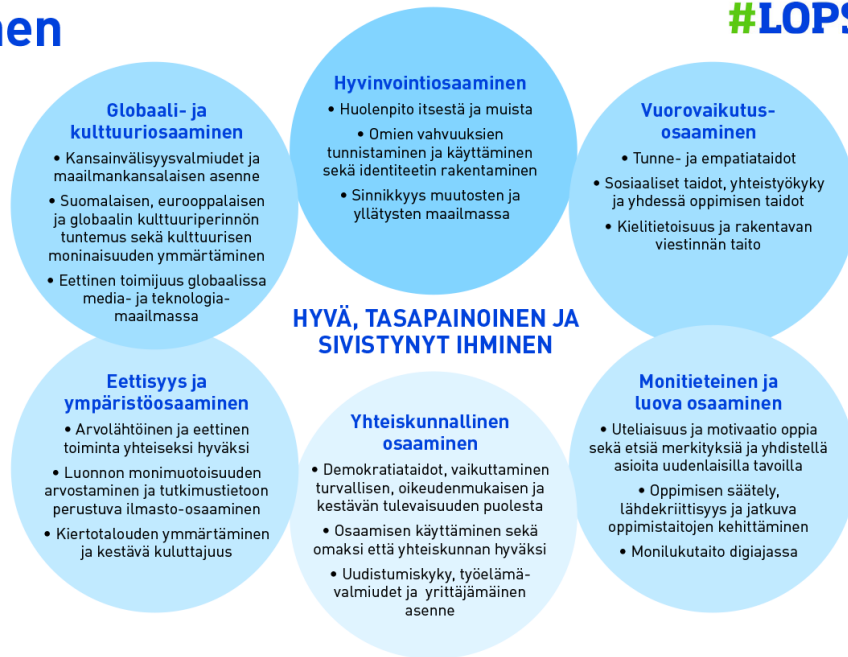 nen
#LOPS
Hyvinvointiosaaminen
• Huolenpito itsestä ja muista
• Omien vahvuuksien
tunnistaminen ja käyttäminen
sekä identiteetin rakentaminen
• Sinnikkyys muutosten ja
yllätysten maailmassa
Globaali- ja
kulttuuriosaaminen
• Kansainvälisyysvalmiudet ja
maailmankansalaisen asenne
• Suomalaisen, eurooppalaisen
ja globaalin kulttuuriperinnön
tuntemus sekä kulttuurisen
moninaisuuden ymmärtäminen
• Eettinen toimijuus globaalissa
media- ja teknologia-
maailmassa
Vuorovaikutus-
osaaminen
• Tunne- ja empatiataidot
• Sosiaaliset taidot, yhteistyökyky
ja yhdessä oppimisen taidot
• Kielitietoisuus ja rakentavan
viestinnän taito
HYVÄ, TASAPAINOINEN JA
SIVISTYNYT IHMINEN
Eettisyys ja
ympäristöosaaminen
• Arvolähtöinen ja eettinen
toiminta yhteiseksi hyväksi
• Luonnon monimuotoisuuden
arvostaminen ja tutkimustietoon
perustuva ilmasto-osaaminen
• Kiertotalouden ymmärtäminen
ja kestävä kuluttajuus
Yhteiskunnallinen
osaaminen
• Demokratiataidot, vaikuttaminen
turvallisen, oikeudenmukaisen ja
kestävän tulevaisuuden puolesta
• Osaamisen käyttäminen sekä
omaksi että yhteiskunnan hyväksi
• Uudistumiskyky, työelämä-
valmiudet ja yrittäjämäinen
asenne
Monitieteinen ja
luova osaaminen
• Uteliaisuus ja motivaatio oppia
sekä etsiä merkityksiä ja yhdistellä
asioita uudenlaisilla tavoilla
• Oppimisen säätely,
lähdekriittisyys ja jatkuva
oppimistaitojen kehittäminen
• Monilukutaito digiajassa